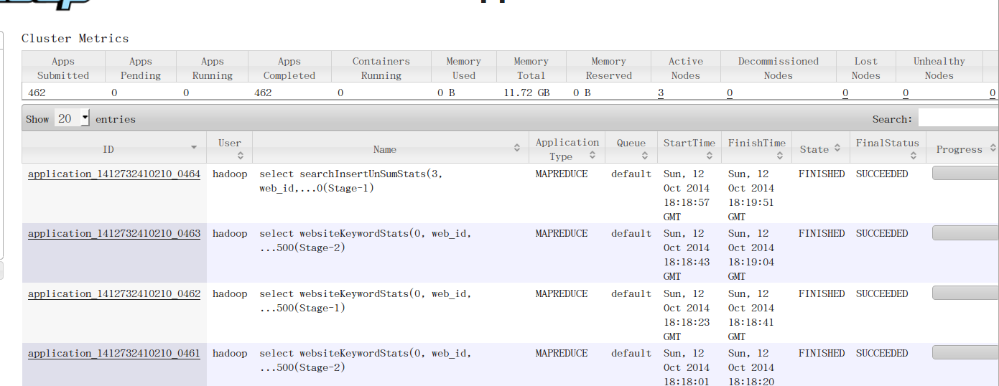 Cluster Metrics
Apps Submitted Apps Pending Apps Running Apps Completed Containers Running Memory Used Memory Total Memory Reserved Active Nodes Decommissioned Nodes Lost Nodes Unhealthy Nodes
462 0 0 462 0 0 B 11.72 GB 0 B 3 0 0 0 0
Show 20 entries Search:
ID User Name Application Type Queue StartTime FinishTime State FinalStatus Progress
application_1412732410210_0464 hadoop select searchInsertUnSumStats(3, MAPREDUCE default Sun, 12 Sun, 12 FINISHED SUCCEEDED
web_id,...0(Stage-1) Oct 2014 Oct 2014
18:18:57 18:19:51
GMT GMT
application_1412732410210_0463 hadoop select websiteKeywordStats(0, web_id, MAPREDUCE default Sun, 12 Sun, 12 FINISHED SUCCEEDED
...500(Stage-2) Oct 2014 Oct 2014
18:18:43 18:19:04
GMT GMT
application_1412732410210_0462 hadoop select websiteKeywordStats(0, web_id, MAPREDUCE default Sun, 12 Sun, 12 FINISHED SUCCEEDED
...500(Stage-1) Oct 2014 Oct 2014
18:18:23 18:18:41
GMT GMT
application_1412732410210_0461 hadoop select websiteKeywordStats(0, web_id, MAPREDUCE default Sun, 12 Sun, 12 FINISHED SUCCEEDED
...500(Stage-2) Oct 2014 Oct 2014
18:18:01 18:18:20